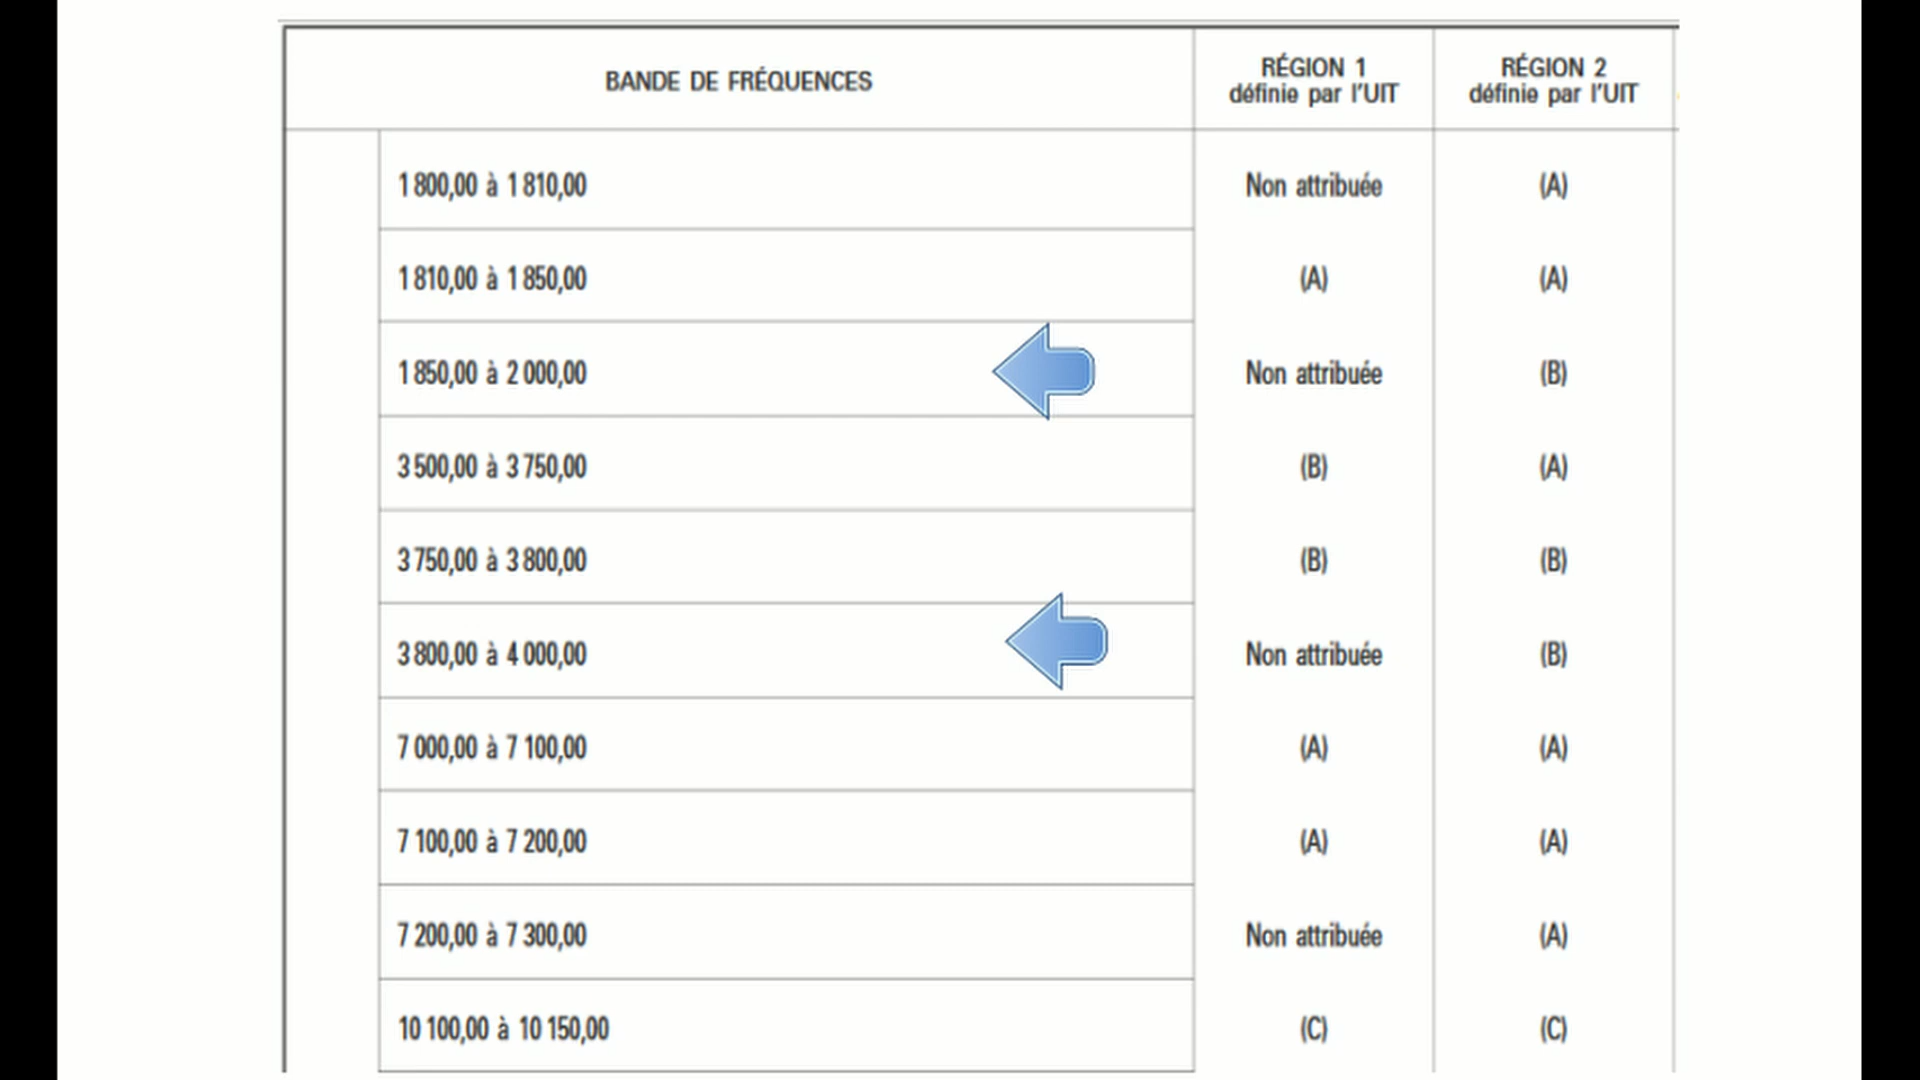 BANDE DE FRÉQUENCES
RÉGION 1
définie par l'UIT
RÉGION 2
définie par l'UIT
1 800,00 à 1 810,00 Non attribuée (A)
1 810,00 à 1 850,00 (A) (A)
1 850,00 à 2 000,00 Non attribuée (B)
3 500,00 à 3 750,00 (B) (A)
3 750,00 à 3 800,00 (B) (B)
3 800,00 à 4 000,00 Non attribuée (B)
7 000,00 à 7 100,00 (A) (A)
7 100,00 à 7 200,00 (A) (A)
7 200,00 à 7 300,00 Non attribuée (A)
10 100,00 à 10 150,00 (C) (C)